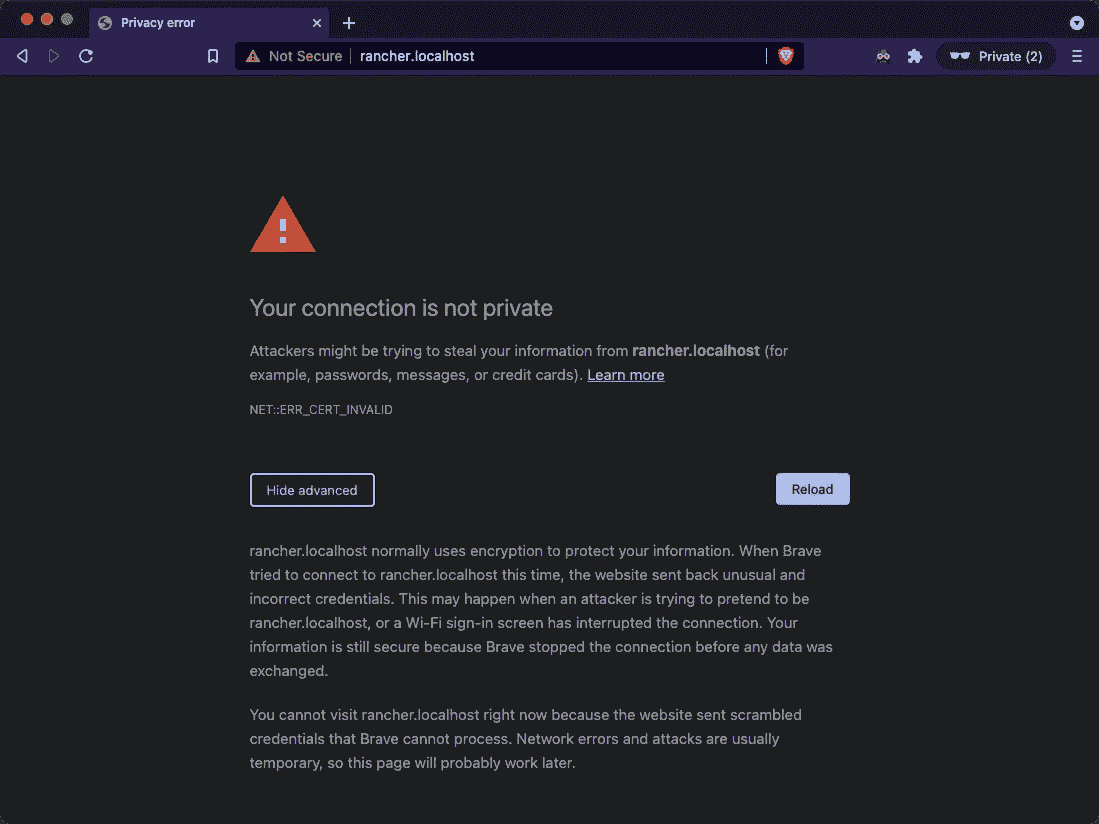 Privacy error
Not Secure rancher.localhost
Private (2)
Your connection is not private
Attackers might be trying to steal your information from rancher.localhost (for
example, passwords, messages, or credit cards). Learn more
NET::ERR_CERT_INVALID
Hide advanced
Reload
rancher.localhost normally uses encryption to protect your information. When Brave
tried to connect to rancher.localhost this time, the website sent back unusual and
incorrect credentials. This may happen when an attacker is trying to pretend to be
rancher.localhost, or a Wi-Fi sign-in screen has interrupted the connection. Your
information is still secure because Brave stopped the connection before any data was
exchanged.
You cannot visit rancher.localhost right now because the website sent scrambled
credentials that Brave cannot process. Network errors and attacks are usually
temporary, so this page will probably work later.